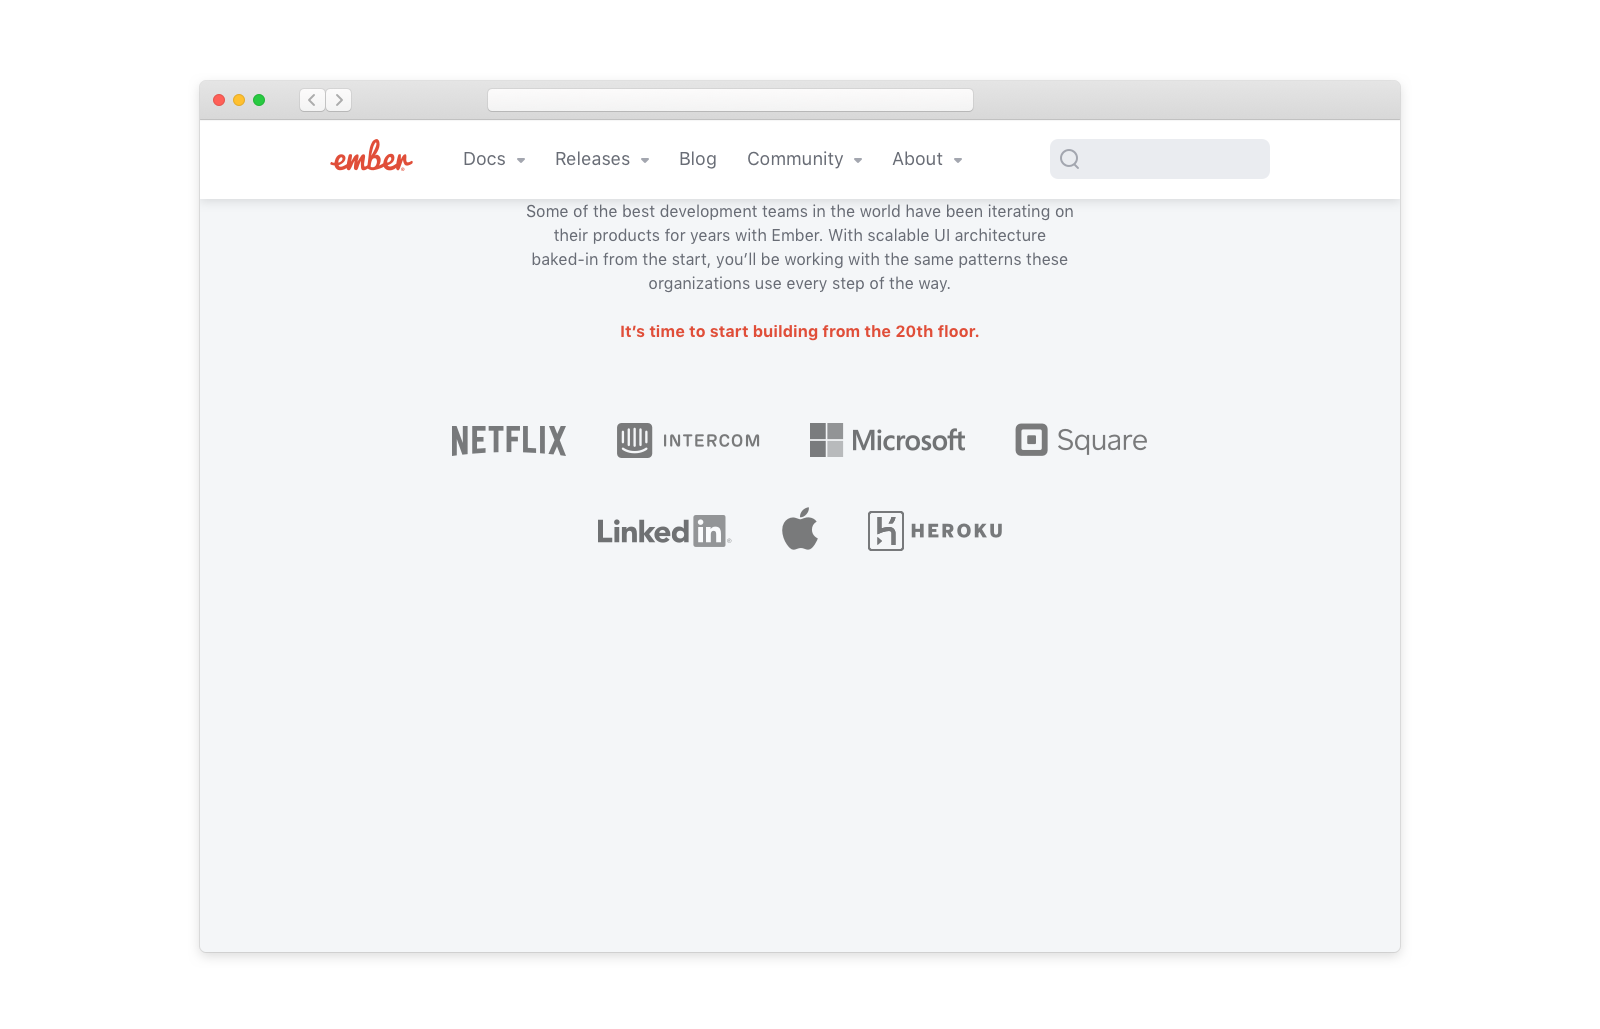 ember
Docs
Releases
Blog
Community
About
Some of the best development teams in the world have been iterating on
their products for years with Ember. With scalable UI architecture
baked-in from the start, you’ll be working with the same patterns these
organizations use every step of the way.
It’s time to start building from the 20th floor.
NETFLIX
INTERCOM
Microsoft
Square
Linked in
HEROKU